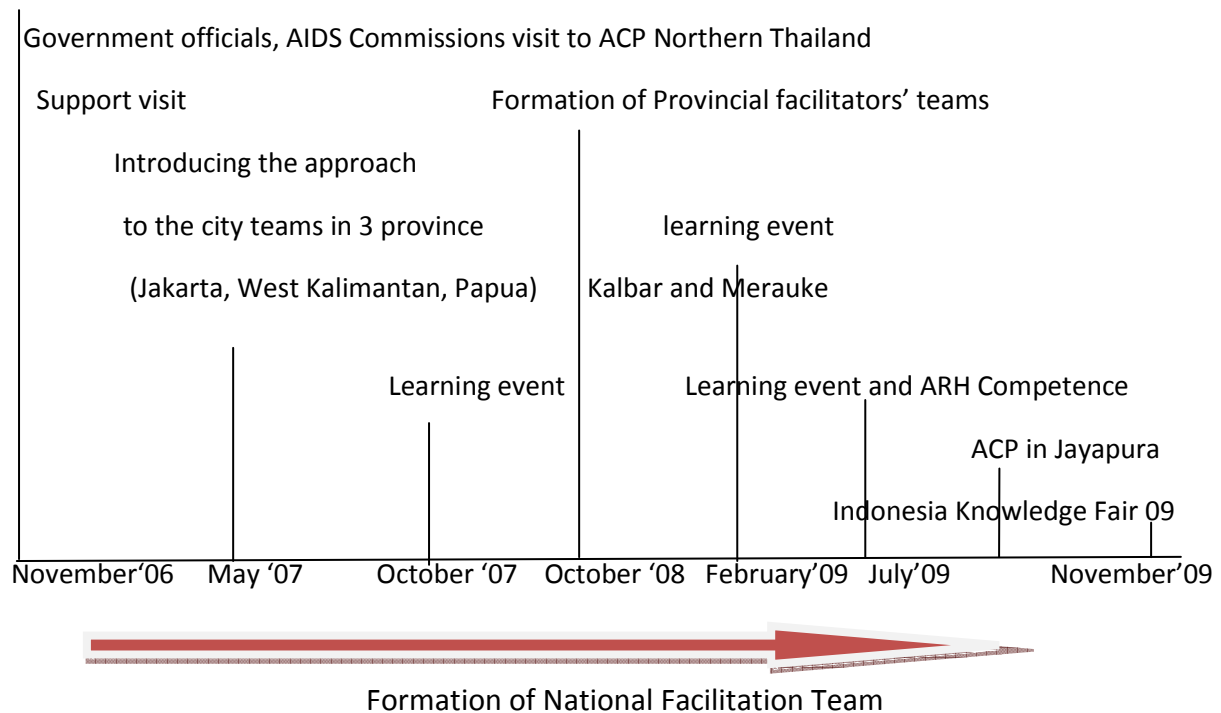 Government officials, AIDS Commissions visit to ACP Northern Thailand
Support visit
Formation of Provincial facilitators’ teams
Introducing the approach
to the city teams in 3 province
learning event
(Jakarta, West Kalimantan, Papua)
Kalbar and Merauke
Learning event
Learning event and ARH Competence
ACP in Jayapura
Indonesia Knowledge Fair 09
November‘06
May ‘07
October ‘07
October ‘08
February’09
July’09
November’09
Formation of National Facilitation Team